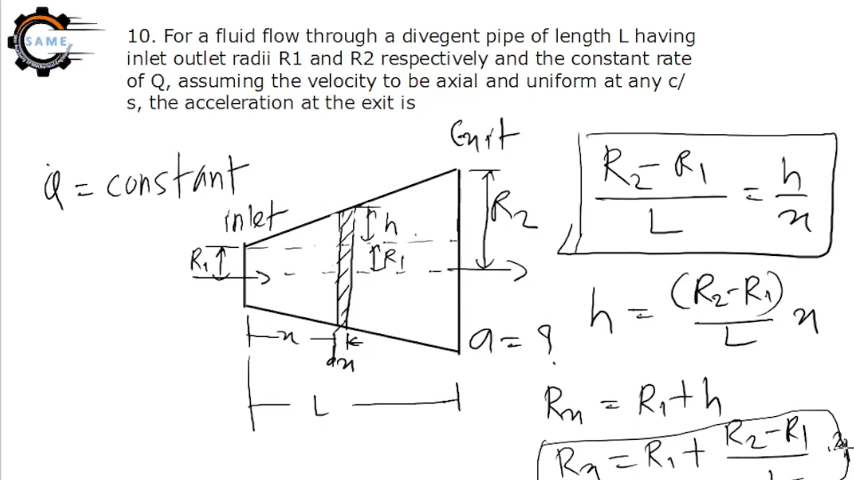 SAME
10. For a fluid flow through a divegent pipe of length L having
inlet outlet radii R1 and R2 respectively and the constant rate
of Q, assuming the velocity to be axial and uniform at any c/
s, the acceleration at the exit is
Q = constant
inlet
Exit
R₁
h
R₁
R₂
x
dx
L
a = ?
R₂ - R₁ / L = h / x
h = (R₂-R₁) / L x
Rx = R₁ + h
Rx = R₁ + R₂-R₁ / L . x